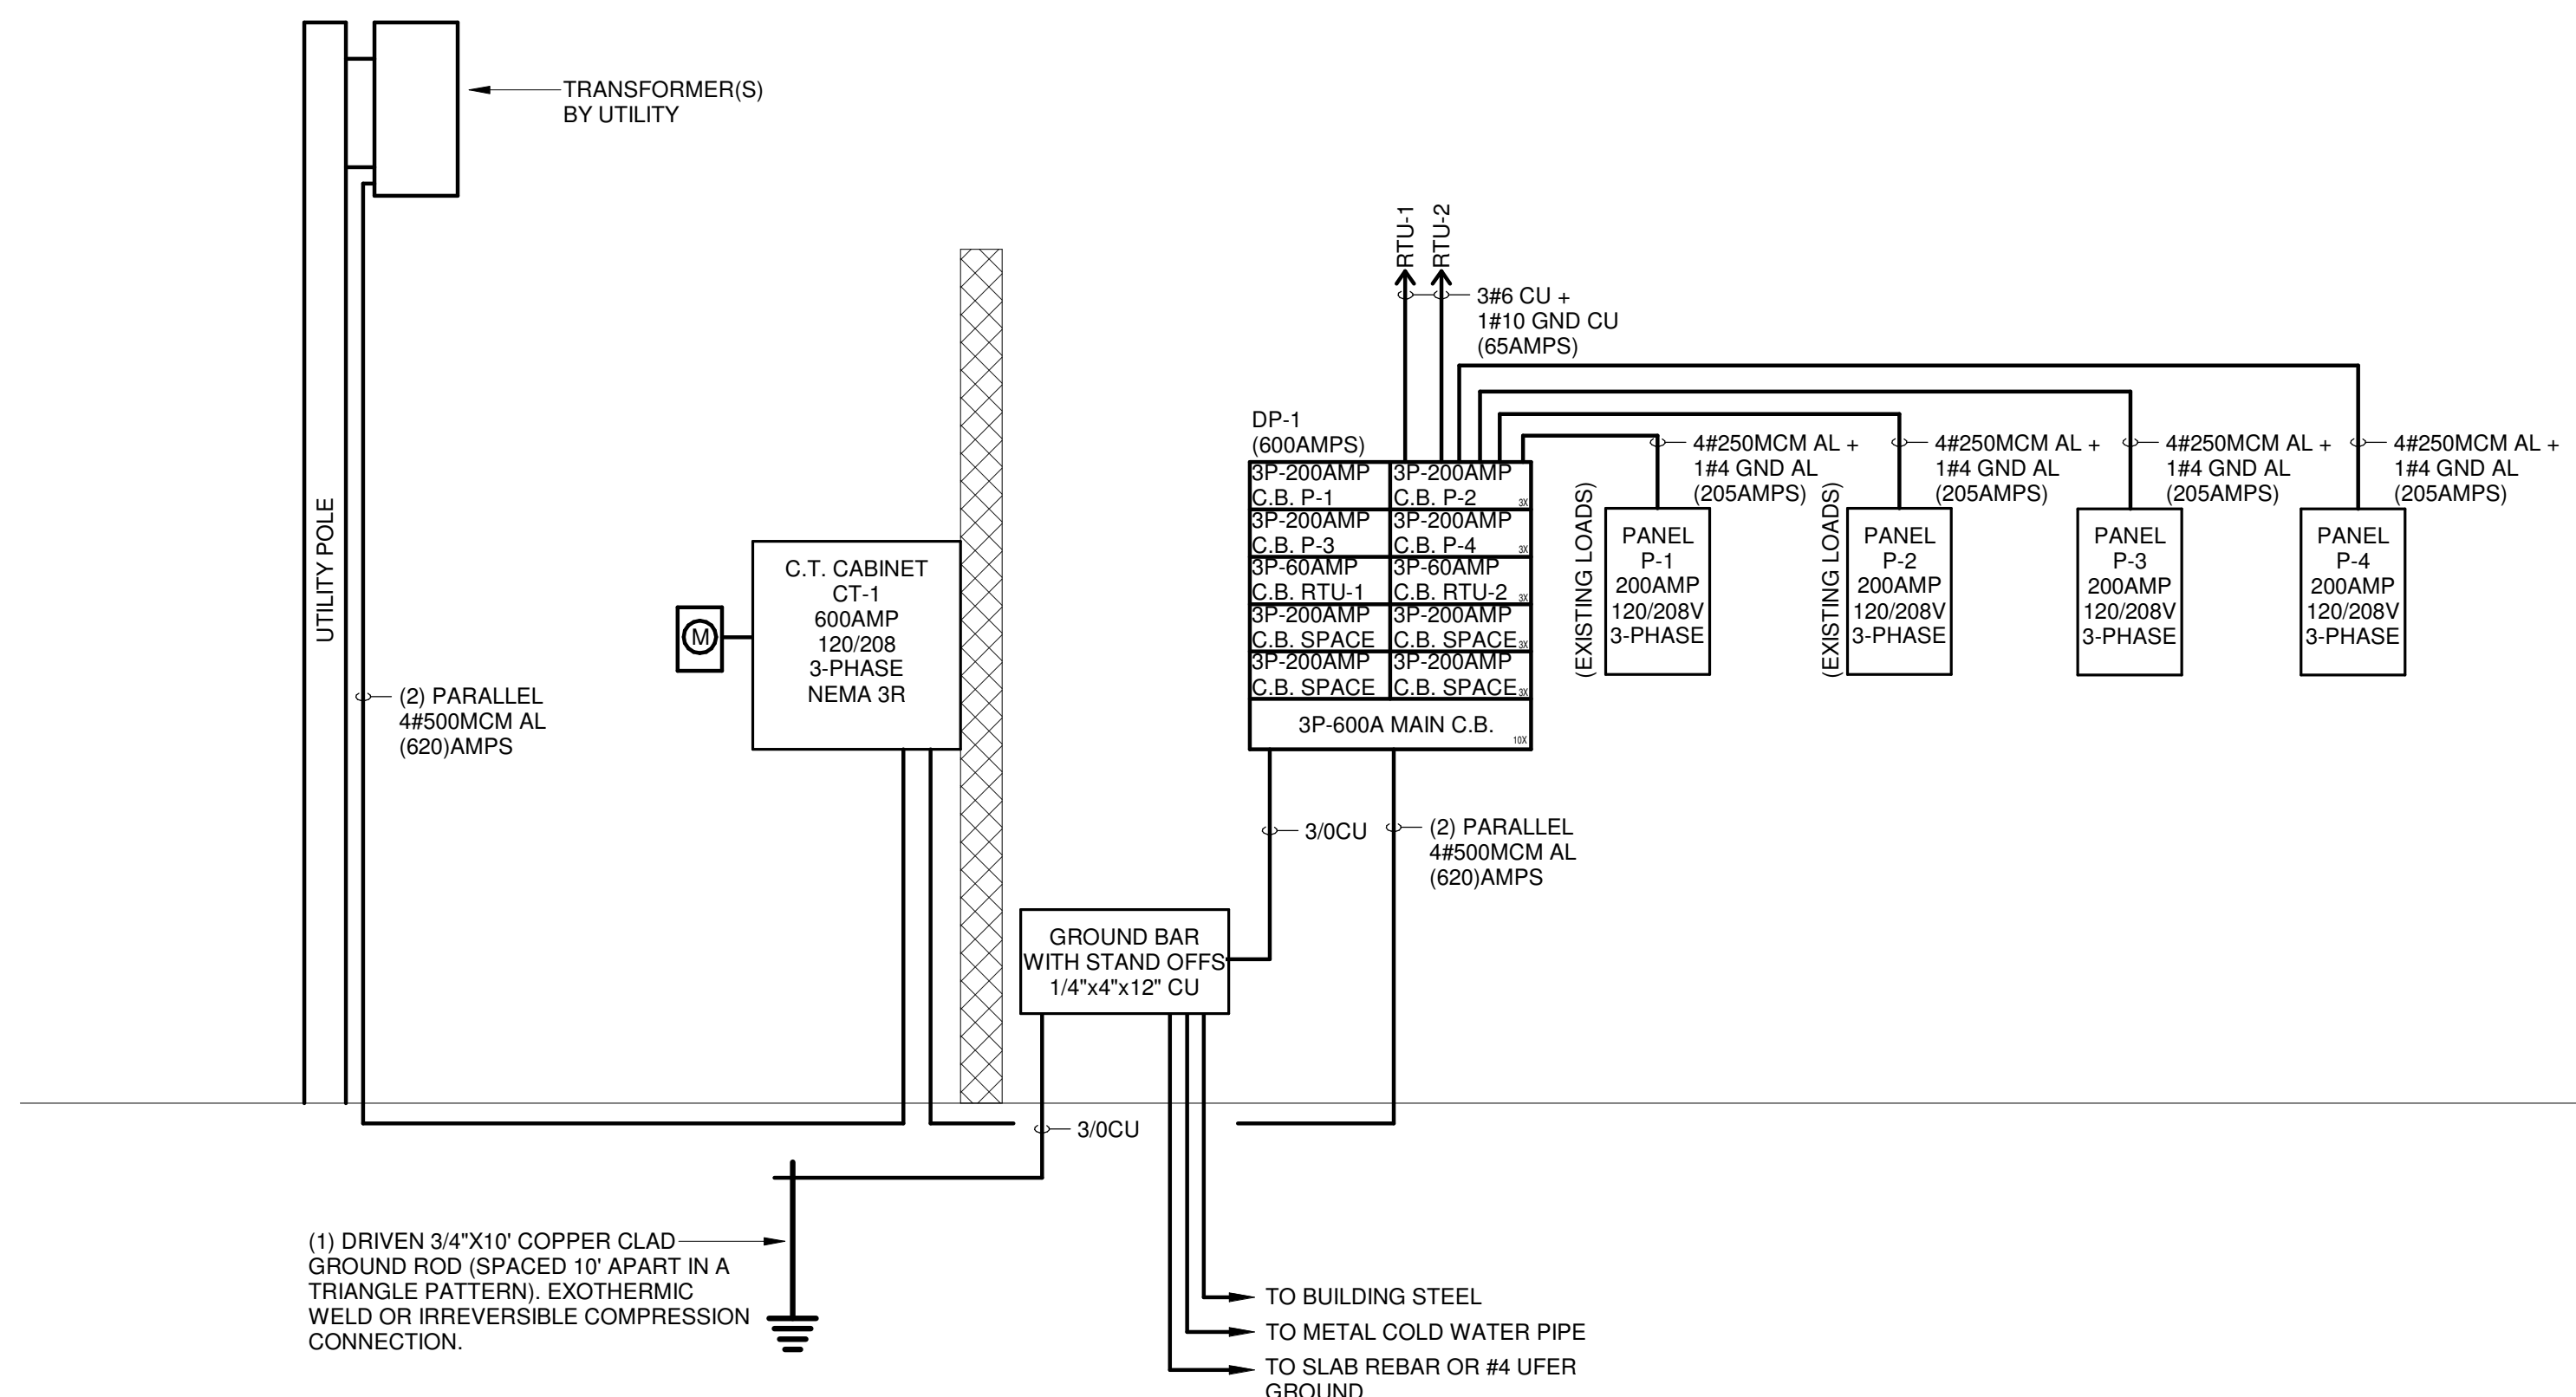 TRANSFORMER(S)
BY UTILITY
UTILITY POLE
(2) PARALLEL
4#500MCM AL
(620)AMPS
M
C.T. CABINET
CT-1
600AMP
120/208
3-PHASE
NEMA 3R
RTU-1
RTU-2
3#6 CU +
1#10 GND CU
(65AMPS)
DP-1
(600AMPS)
3P-200AMP
C.B. P-1
3P-200AMP
C.B. P-2
3X
3P-200AMP
C.B. P-3
3P-200AMP
C.B. P-4
3X
3P-60AMP
C.B. RTU-1
3P-60AMP
C.B. RTU-2
3X
3P-200AMP
C.B. SPACE
3P-200AMP
C.B. SPACE
3X
3P-200AMP
C.B. SPACE
3P-200AMP
C.B. SPACE
3X
3P-600A MAIN C.B.
10X
4#250MCM AL +
1#4 GND AL
(205AMPS)
4#250MCM AL +
1#4 GND AL
(205AMPS)
4#250MCM AL +
1#4 GND AL
(205AMPS)
4#250MCM AL +
1#4 GND AL
(205AMPS)
(EXISTING LOADS)
PANEL
P-1
200AMP
120/208V
3-PHASE
(EXISTING LOADS)
PANEL
P-2
200AMP
120/208V
3-PHASE
PANEL
P-3
200AMP
120/208V
3-PHASE
PANEL
P-4
200AMP
120/208V
3-PHASE
3/0CU
(2) PARALLEL
4#500MCM AL
(620)AMPS
GROUND BAR
WITH STAND OFFS
1/4"x4"x12" CU
3/0CU
(1) DRIVEN 3/4"X10' COPPER CLAD
GROUND ROD (SPACED 10' APART IN A
TRIANGLE PATTERN). EXOTHERMIC
WELD OR IRREVERSIBLE COMPRESSION
CONNECTION.
TO BUILDING STEEL
TO METAL COLD WATER PIPE
TO SLAB REBAR OR #4 UFER
GROUND